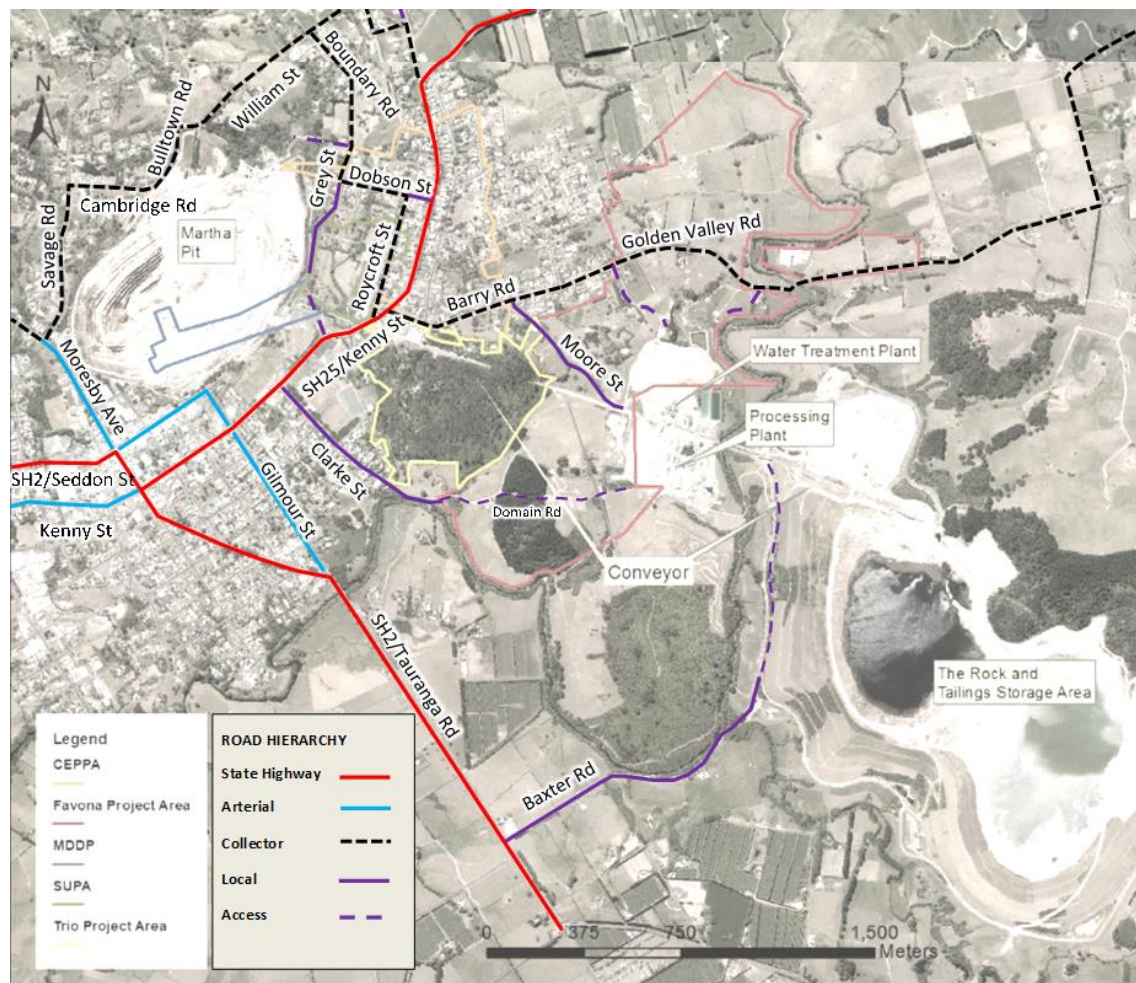 N
Boundary Rd
William St
Bulltown Rd
Grey St
Dobson St
Cambridge Rd
Savage Rd
Martha
Pit
Roycroft St
Golden Valley Rd
Barry Rd
SH25/Kenny St
Moore St
Moresby Ave
Water Treatment Plant
Processing
Plant
Clarke St
SH2/Seddon St
Gilmour St
Kenny St
Domain Rd
Conveyor
SH2/Tauranga Rd
The Rock and
Tailings Storage Area
Baxter Rd
Legend
CEPPA
Favona Project Area
MDDP
SUPA
Trio Project Area
ROAD HIERARCHY
State Highway
Arterial
Collector
Local
Access
0 375 750 1,500
Meters